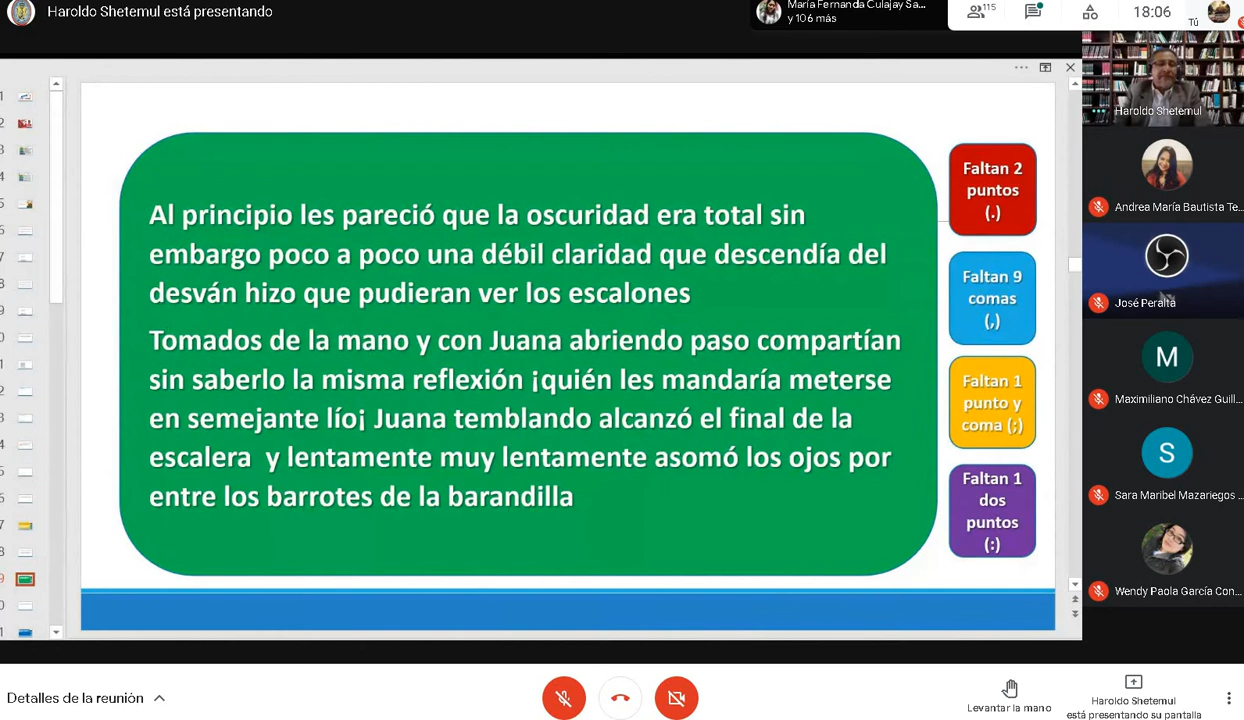 Haroldo Shetemul está presentando
María Fernanda Culajay Sa...
y 106 más
115
18:06
Tú
Al principio les pareció que la oscuridad era total sin
embargo poco a poco una débil claridad que descendía del
desván hizo que pudieran ver los escalones
Tomados de la mano y con Juana abriendo paso compartían
sin saberlo la misma reflexión ¡quién les mandaría meterse
en semejante lío¡ Juana temblando alcanzó el final de la
escalera y lentamente muy lentamente asomó los ojos por
entre los barrotes de la barandilla
Faltan 2
puntos
(.)
Faltan 9
comas
(,)
Faltan 1
punto y
coma (;)
Faltan 1
dos
puntos
(:)
Haroldo Shetemul
Andrea María Bautista Te...
José Peralta
M
Maximiliano Chávez Guill...
S
Sara Maribel Mazariegos ...
Wendy Paola García Con...
Detalles de la reunión
Levantar la mano
Haroldo Shetemul
está presentando su pantalla